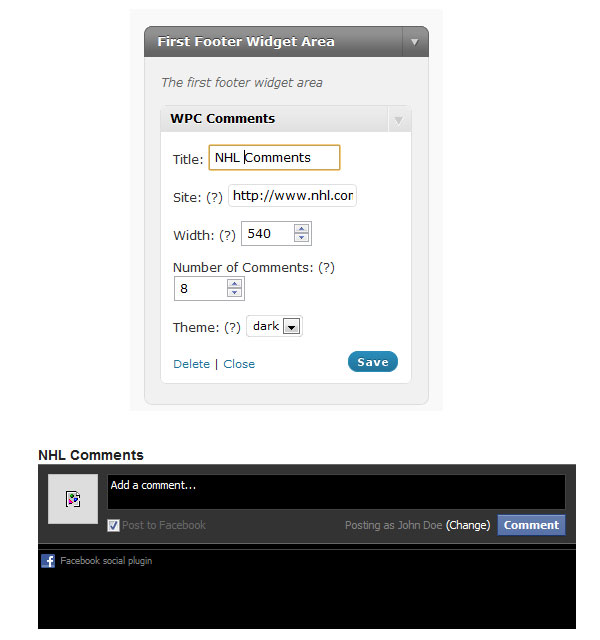 First Footer Widget Area
The first footer widget area
WPC Comments
Title: NHL Comments
Site: (?) http://www.nhl.con
Width: (?) 540
Number of Comments: (?)
8
Theme: (?) dark
Delete | Close Save
NHL Comments
Add a comment...
Post to Facebook Posting as John Doe (Change) Comment
Facebook social plugin